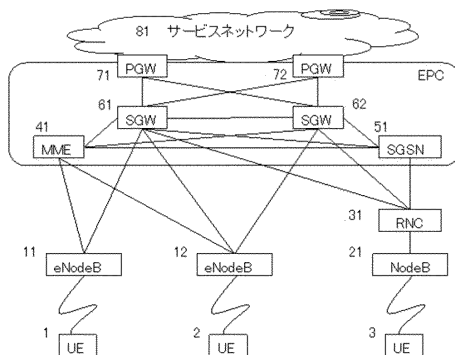 81 サービスネットワーク
PGW PGW
71 72 EPC
61 62
SGW SGW
41 51
MME SGSN
31 RNC
11 12 21
eNodeB eNodeB NodeB
1 2 3
UE UE UE